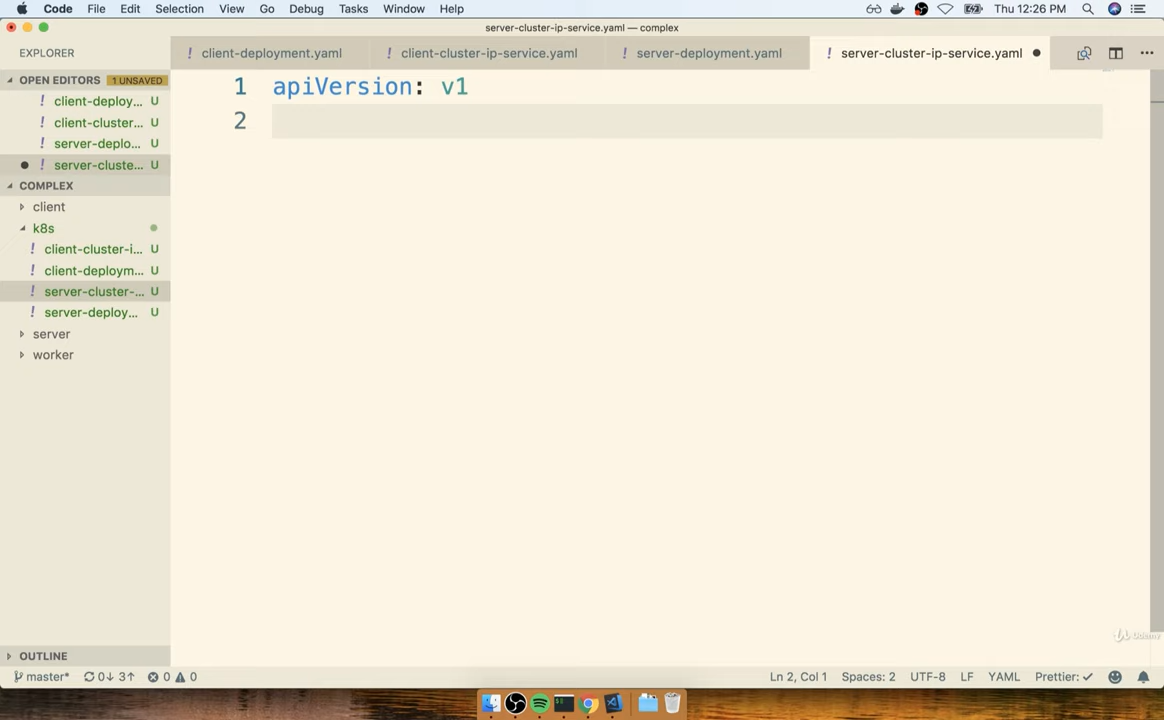 Code File Edit Selection View Go Debug Tasks Window Help Thu 12:26 PM
server-cluster-ip-service.yaml — complex
EXPLORER
! client-deployment.yaml ! client-cluster-ip-service.yaml ! server-deployment.yaml ! server-cluster-ip-service.yaml
OPEN EDITORS 1 UNSAVED
! client-deploy... U
! client-cluster... U
! server-deplo... U
! server-cluste... U
COMPLEX
client
k8s
! client-cluster-i... U
! client-deploym... U
! server-cluster-... U
! server-deploy... U
server
worker
1 apiVersion: v1
2
Udemy
OUTLINE
master* 0↓ 3↑ 0 0 Ln 2, Col 1 Spaces: 2 UTF-8 LF YAML Prettier: ✓